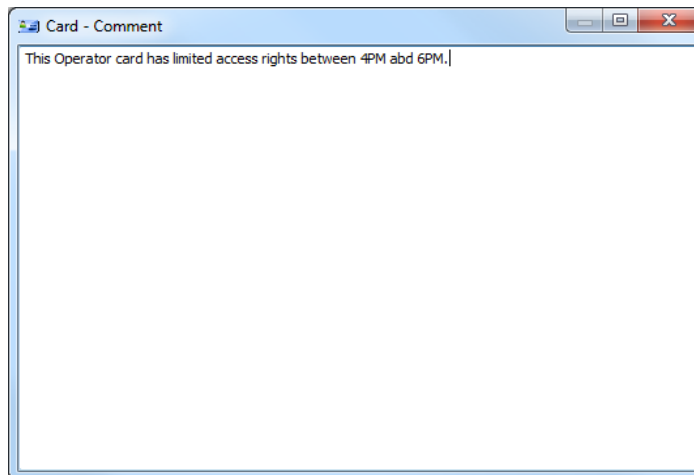 Card - Comment
This Operator card has limited access rights between 4PM abd 6PM.